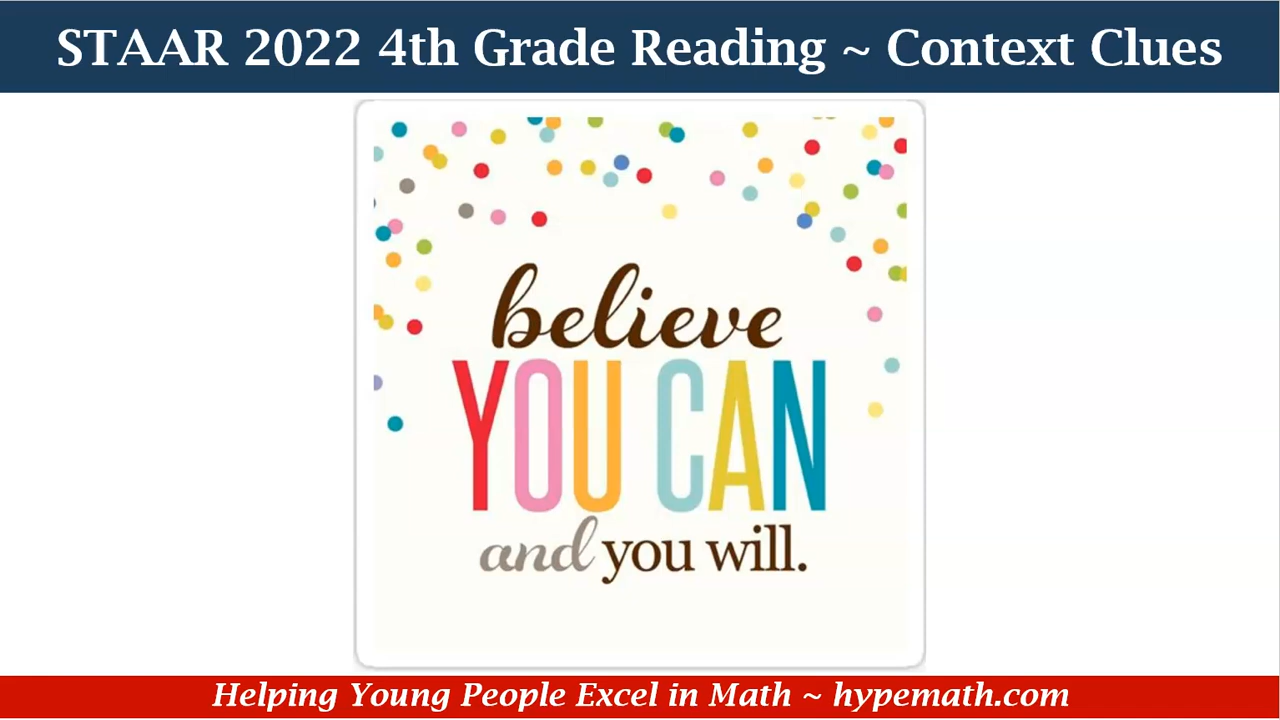 STAAR 2022 4th Grade Reading ~ Context Clues
believe
YOU CAN
and you will.
Helping Young People Excel in Math ~ hypemath.com